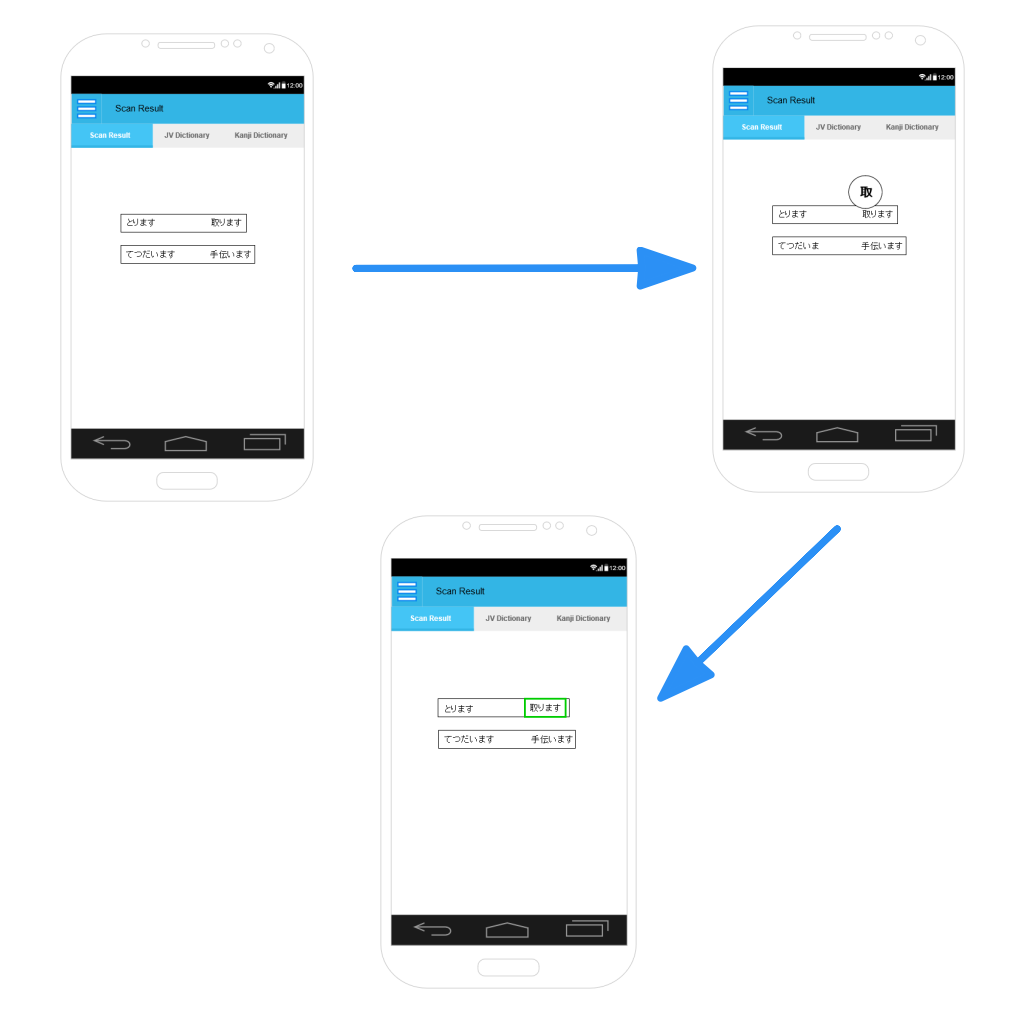 12:00
Scan Result
Scan Result JV Dictionary Kanji Dictionary
とります 取ります
てつだいます 手伝います
12:00
Scan Result
Scan Result JV Dictionary Kanji Dictionary
取
とります 取ります
てつだいま 手伝います
12:00
Scan Result
Scan Result JV Dictionary Kanji Dictionary
とります 取ります
てつだいます 手伝います